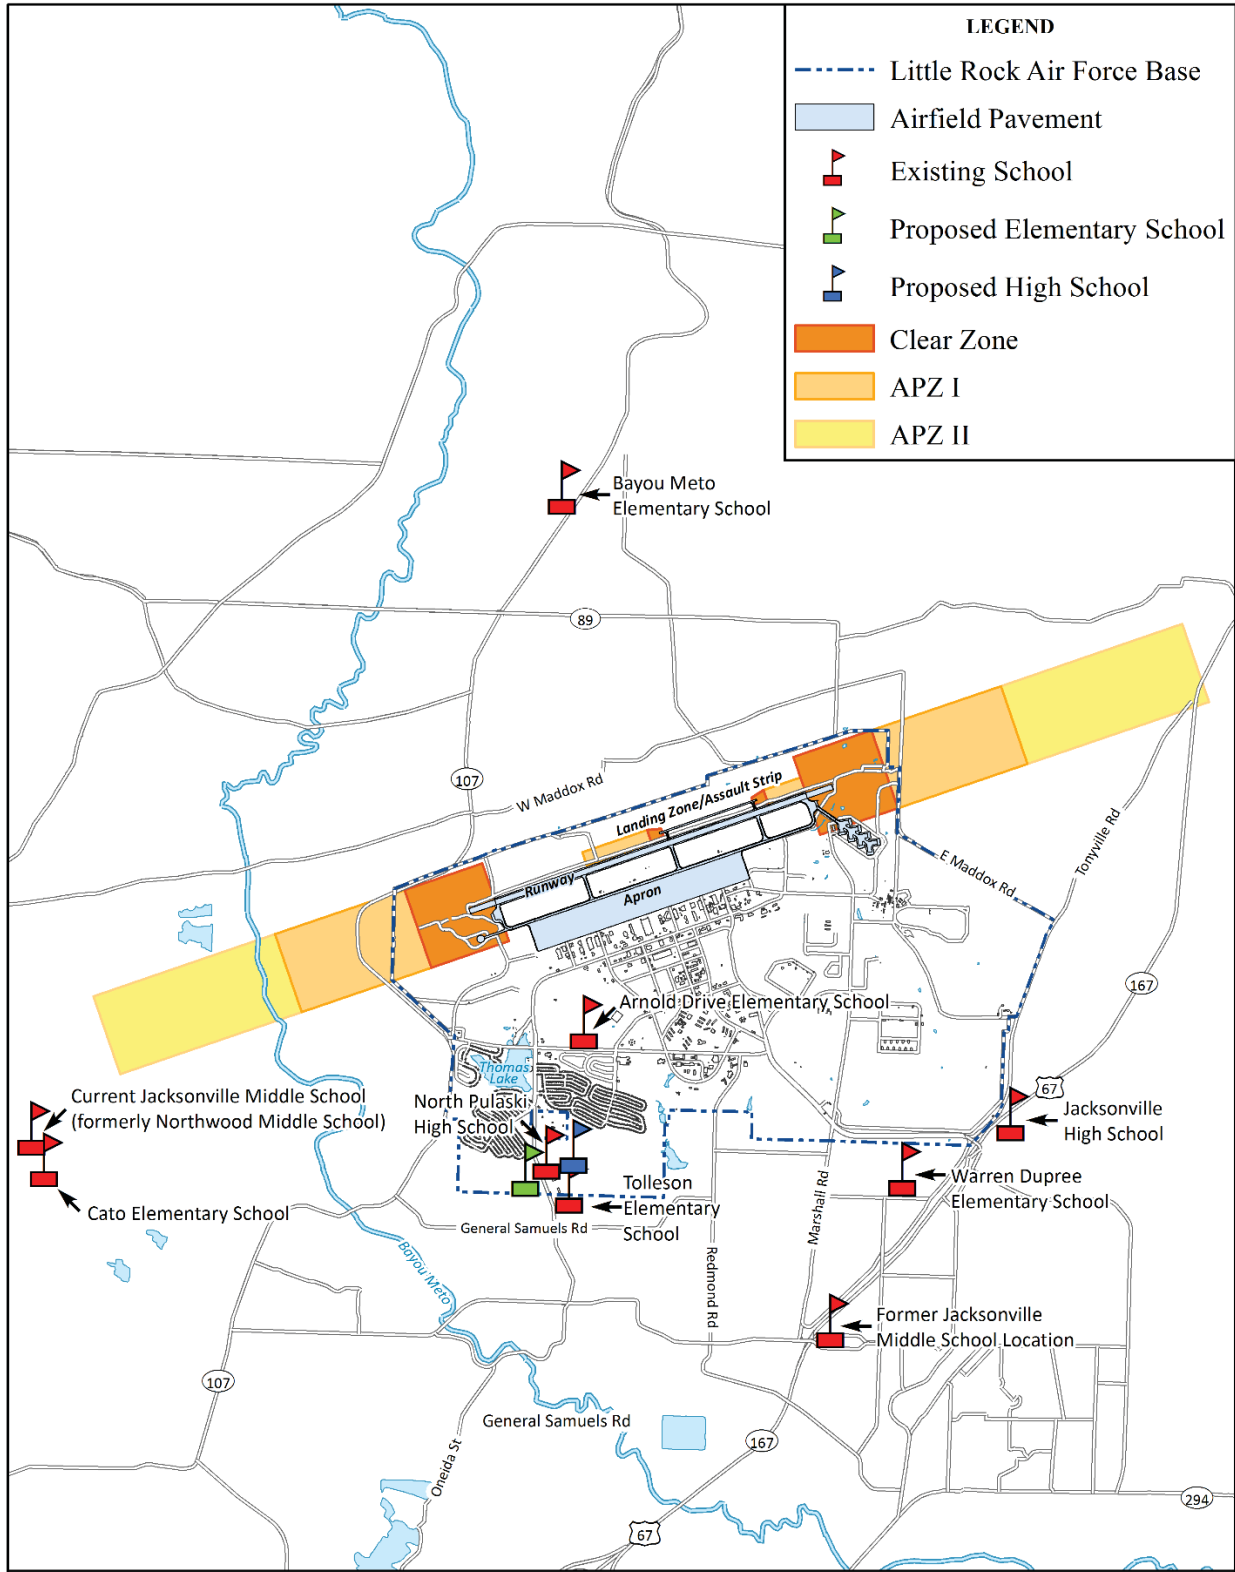 LEGEND
Little Rock Air Force Base
Airfield Pavement
Existing School
Proposed Elementary School
Proposed High School
Clear Zone
APZ I
APZ II
Bayou Meto
Elementary School
89
107
W Maddox Rd
Landing Zone/Assault Strip
Runway
Apron
E Maddox Rd
Tonyville Rd
167
Arnold Drive Elementary School
Thomas
Lake
67
Current Jacksonville Middle School
(formerly Northwood Middle School)
North Pulaski
High School
Jacksonville
High School
Cato Elementary School
Tolleson
Elementary
School
Warren Dupree
Elementary School
General Samuels Rd
Marshall Rd
Redmond Rd
Bayou Meto
Former Jacksonville
Middle School Location
107
General Samuels Rd
167
Oneida St
294
67